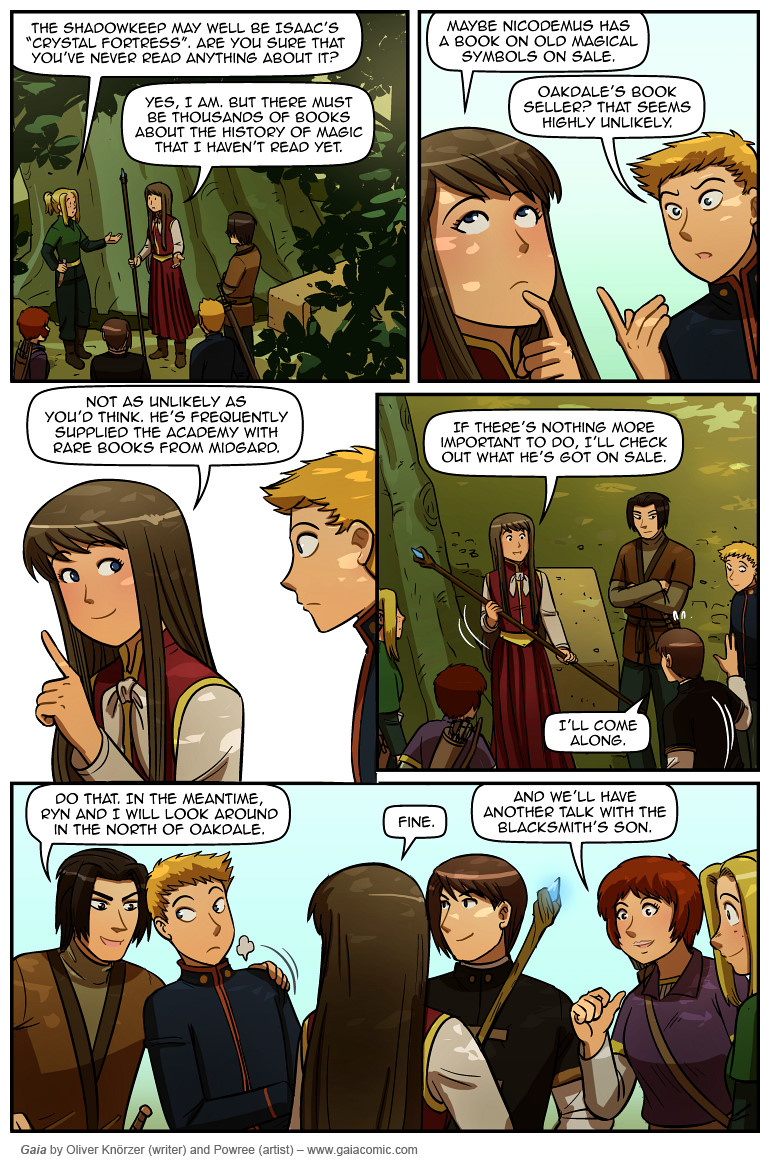 THE SHADOWKEEP MAY WELL BE ISAAC'S
"CRYSTAL FORTRESS". ARE YOU SURE THAT
YOU'VE NEVER READ ANYTHING ABOUT IT?
YES, I AM. BUT THERE MUST
BE THOUSANDS OF BOOKS
ABOUT THE HISTORY OF MAGIC
THAT I HAVEN'T READ YET.
MAYBE NICODEMUS HAS
A BOOK ON OLD MAGICAL
SYMBOLS ON SALE.
OAKDALE'S BOOK
SELLER? THAT SEEMS
HIGHLY UNLIKELY.
NOT AS UNLIKELY AS
YOU'D THINK. HE'S FREQUENTLY
SUPPLIED THE ACADEMY WITH
RARE BOOKS FROM MIDGARD.
IF THERE'S NOTHING MORE
IMPORTANT TO DO, I'LL CHECK
OUT WHAT HE'S GOT ON SALE.
I'LL COME
ALONG.
DO THAT. IN THE MEANTIME,
RYN AND I WILL LOOK AROUND
IN THE NORTH OF OAKDALE.
FINE.
AND WE'LL HAVE
ANOTHER TALK WITH THE
BLACKSMITH'S SON.
Gaia by Oliver Knörzer (writer) and Powree (artist) – www.gaiacomic.com